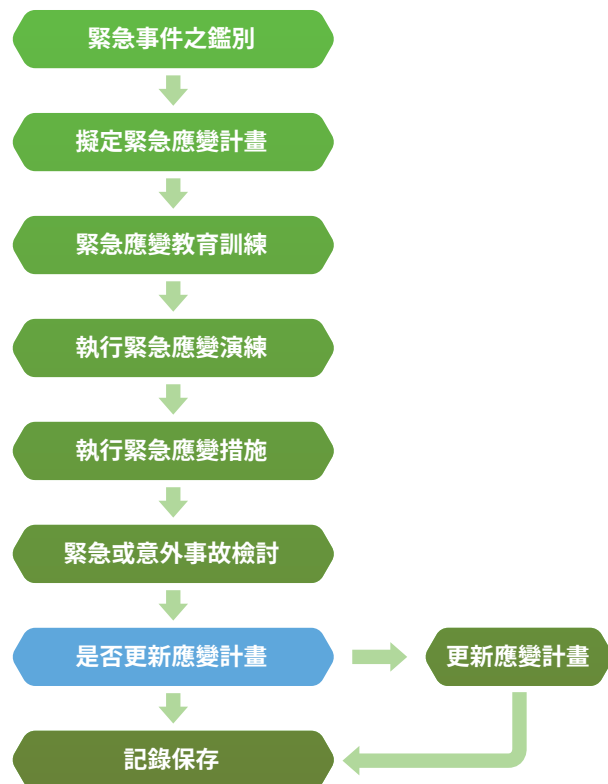 緊急事件之鑑別
擬定緊急應變計畫
緊急應變教育訓練
執行緊急應變演練
執行緊急應變措施
緊急或意外事故檢討
是否更新應變計畫
更新應變計畫
記錄保存